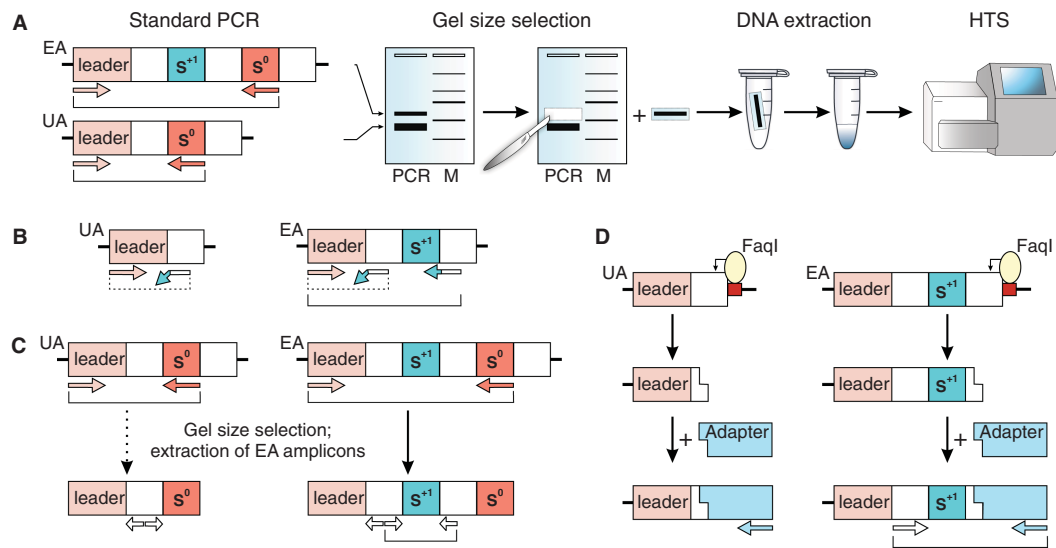 A
Standard PCR
Gel size selection
DNA extraction
HTS
EA
leader
S+1
S0
UA
leader
S0
PCR
M
+
PCR
M
B
UA
leader
EA
leader
S+1
C
UA
leader
S0
EA
leader
S+1
S0
Gel size selection;
extraction of EA amplicons
leader
S0
leader
S+1
S0
D
FaqI
UA
leader
FaqI
EA
leader
S+1
leader
leader
S+1
+
Adapter
+
Adapter
leader
leader
S+1